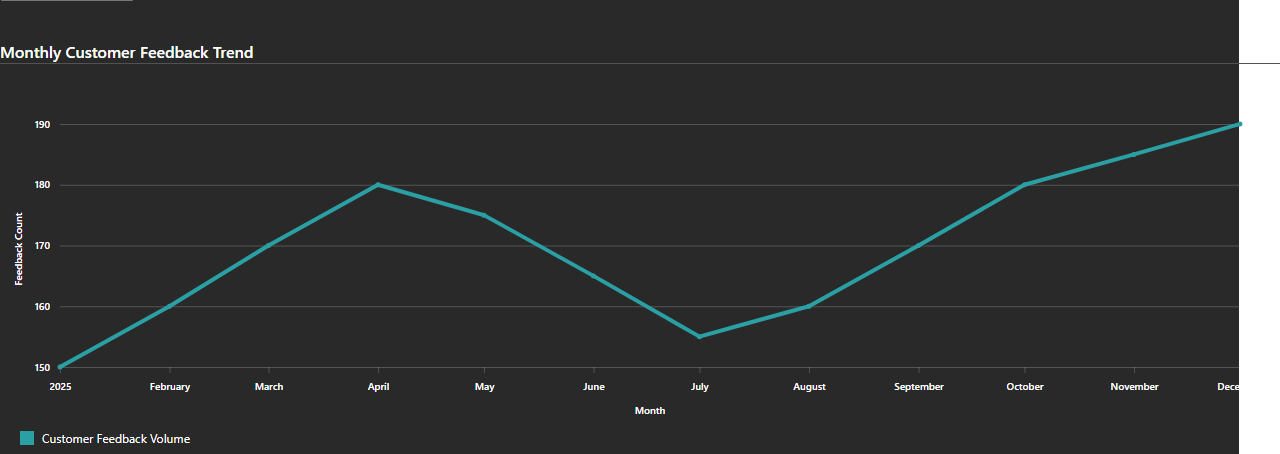 Monthly Customer Feedback Trend
190
180
170
160
150
Feedback Count
2025 February March April May June July August September October November Dece
Month
Customer Feedback Volume